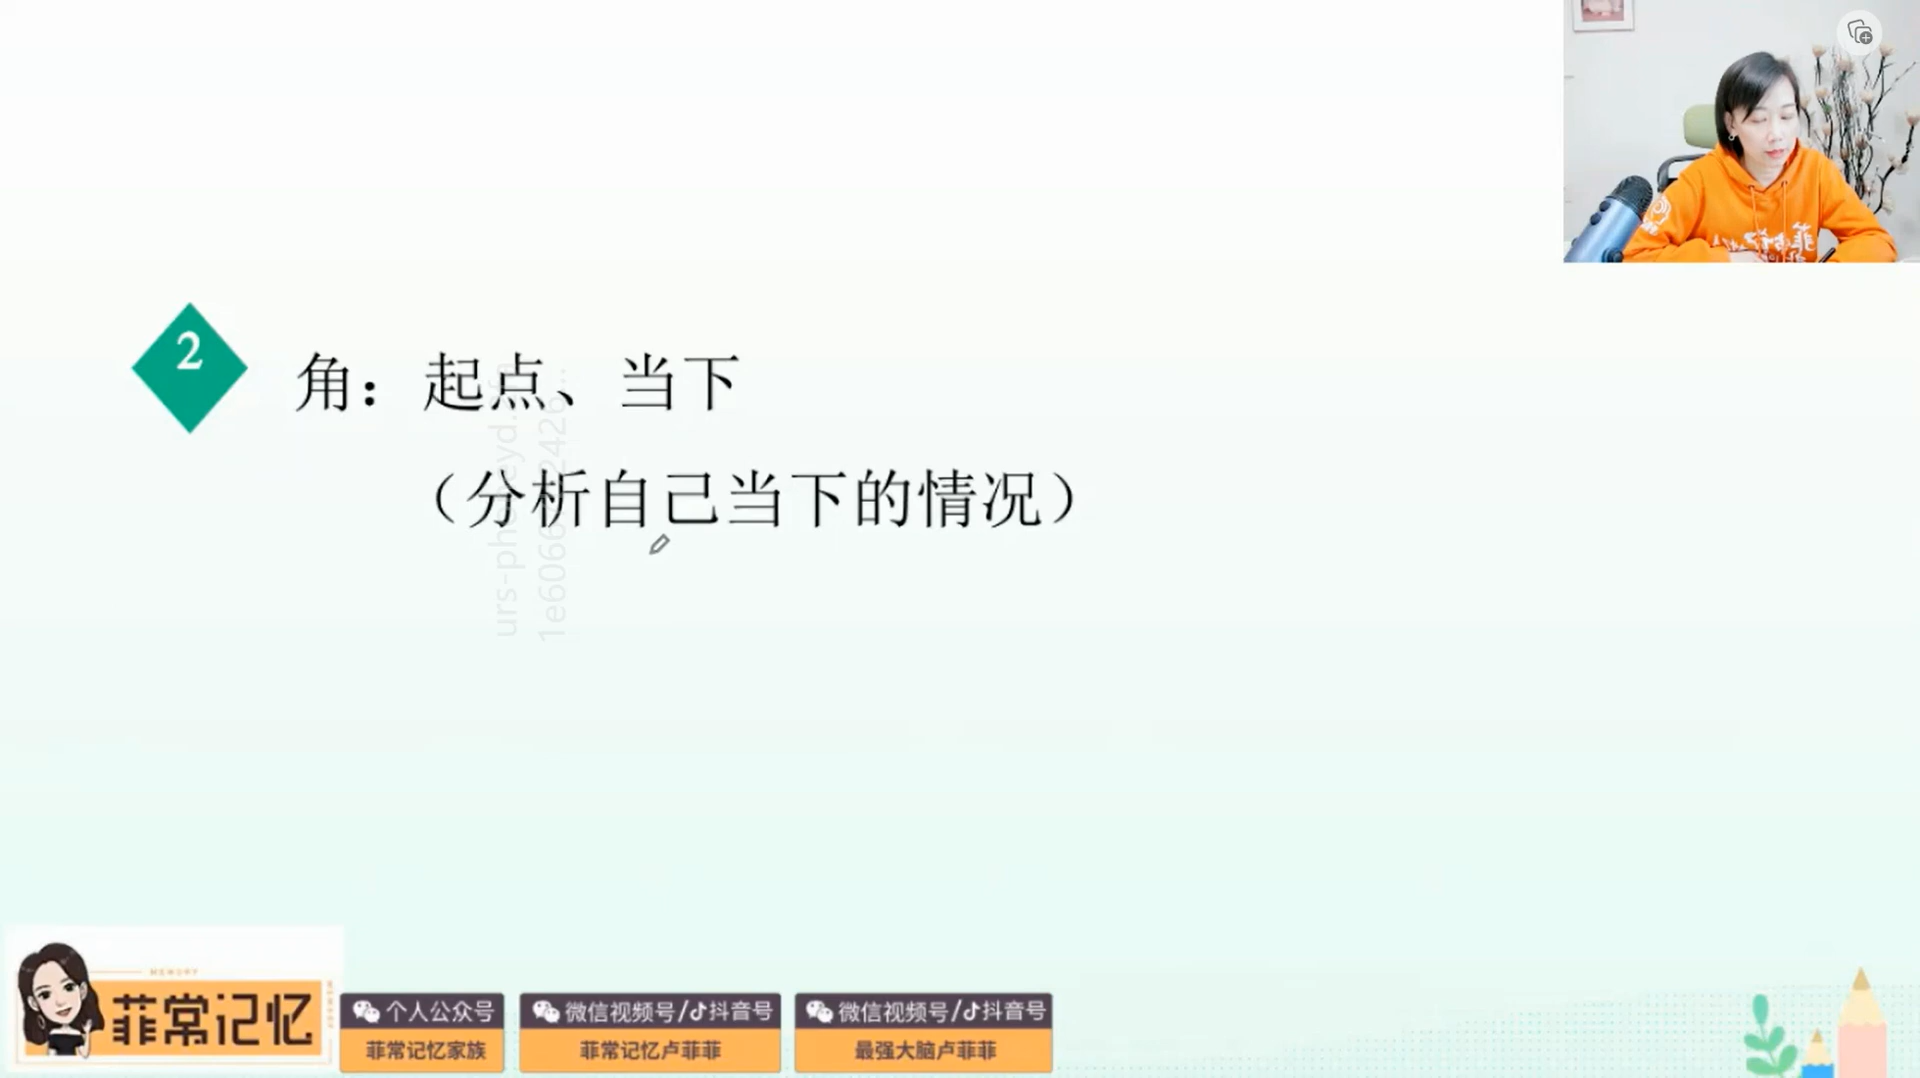 2
角：起点、当下
（分析自己当下的情况）
MEMORY
菲常记忆
个人公众号
菲常记忆家族
微信视频号/抖音号
菲常记忆卢菲菲
微信视频号/抖音号
最强大脑卢菲菲